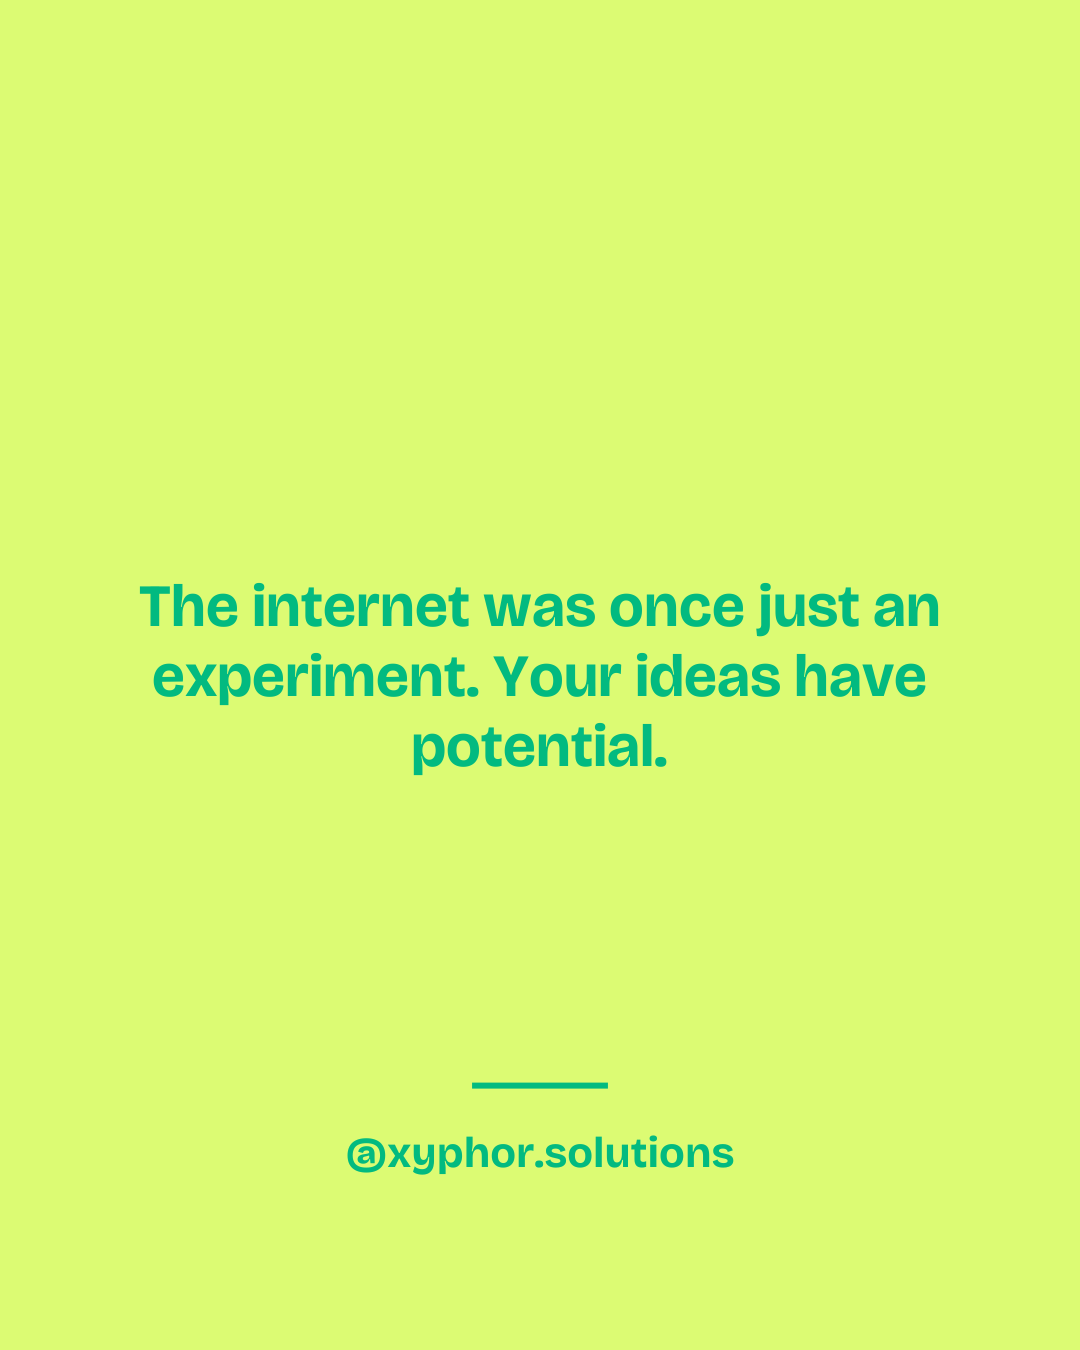 The internet was once just an
experiment. Your ideas have
potential.
@xyphor.solutions